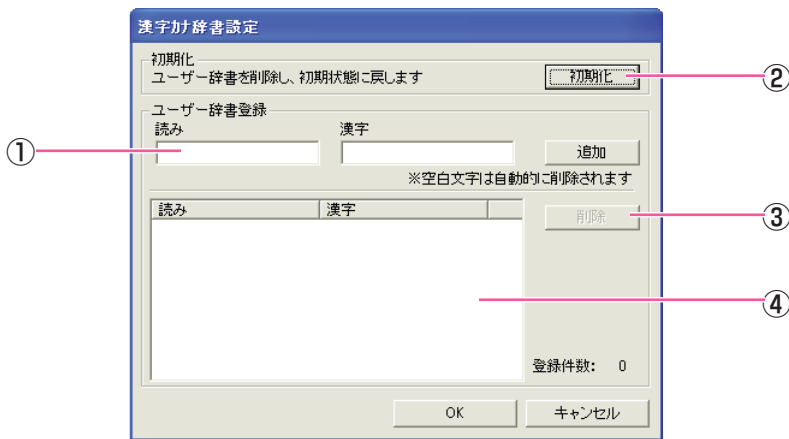 漢字カナ辞書設定
初期化
ユーザー辞書を削除し、初期状態に戻します
初期化
②
ユーザー辞書登録
読み 漢字
①
追加
※空白文字は自動的に削除されます
読み 漢字
削除
③
④
登録件数: 0
OK キャンセル